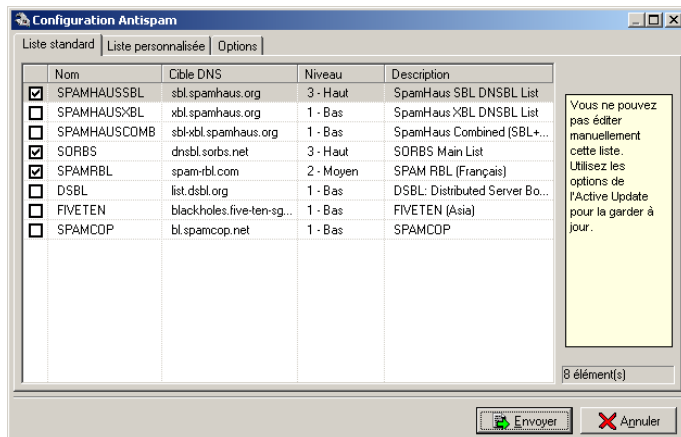 Configuration Antispam
Liste standard Liste personnalisée Options
Nom Cible DNS Niveau Description
SPAMHAUSSBL sbl.spamhaus.org 3 - Haut SpamHaus SBL DNSBL List
SPAMHAUSXBL xbl.spamhaus.org 1 - Bas SpamHaus XBL DNSBL List
SPAMHAUSCOMB sbl-xbl.spamhaus.org 1 - Bas SpamHaus Combined (SBL+...
SORBS dnsbl.sorbs.net 3 - Haut SORBS Main List
SPAMRBL spam-rbl.com 2 - Moyen SPAM RBL (Français)
DSBL list.dsbl.org 1 - Bas DSBL: Distributed Server Bo...
FIVETEN blackholes.five-ten-sg... 1 - Bas FIVETEN (Asia)
SPAMCOP bl.spamcop.net 1 - Bas SPAMCOP
Vous ne pouvez
pas éditer
manuellement
cette liste.
Utilisez les
options de
l'Active Update
pour la garder à
jour.
8 élément(s)
Envoyer Annuler